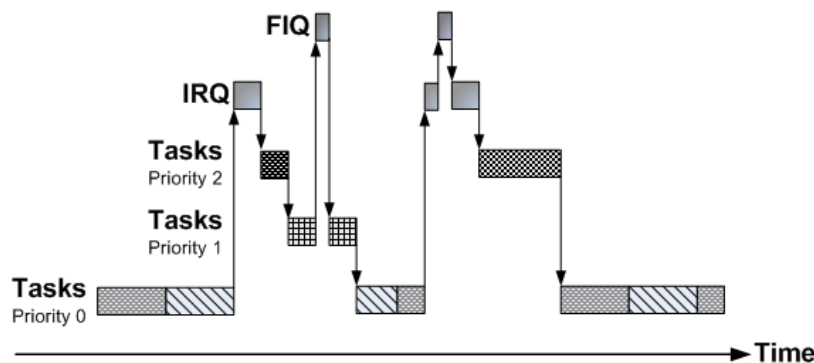 FIQ
IRQ
Tasks
Priority 2
Tasks
Priority 1
Tasks
Priority 0
Time